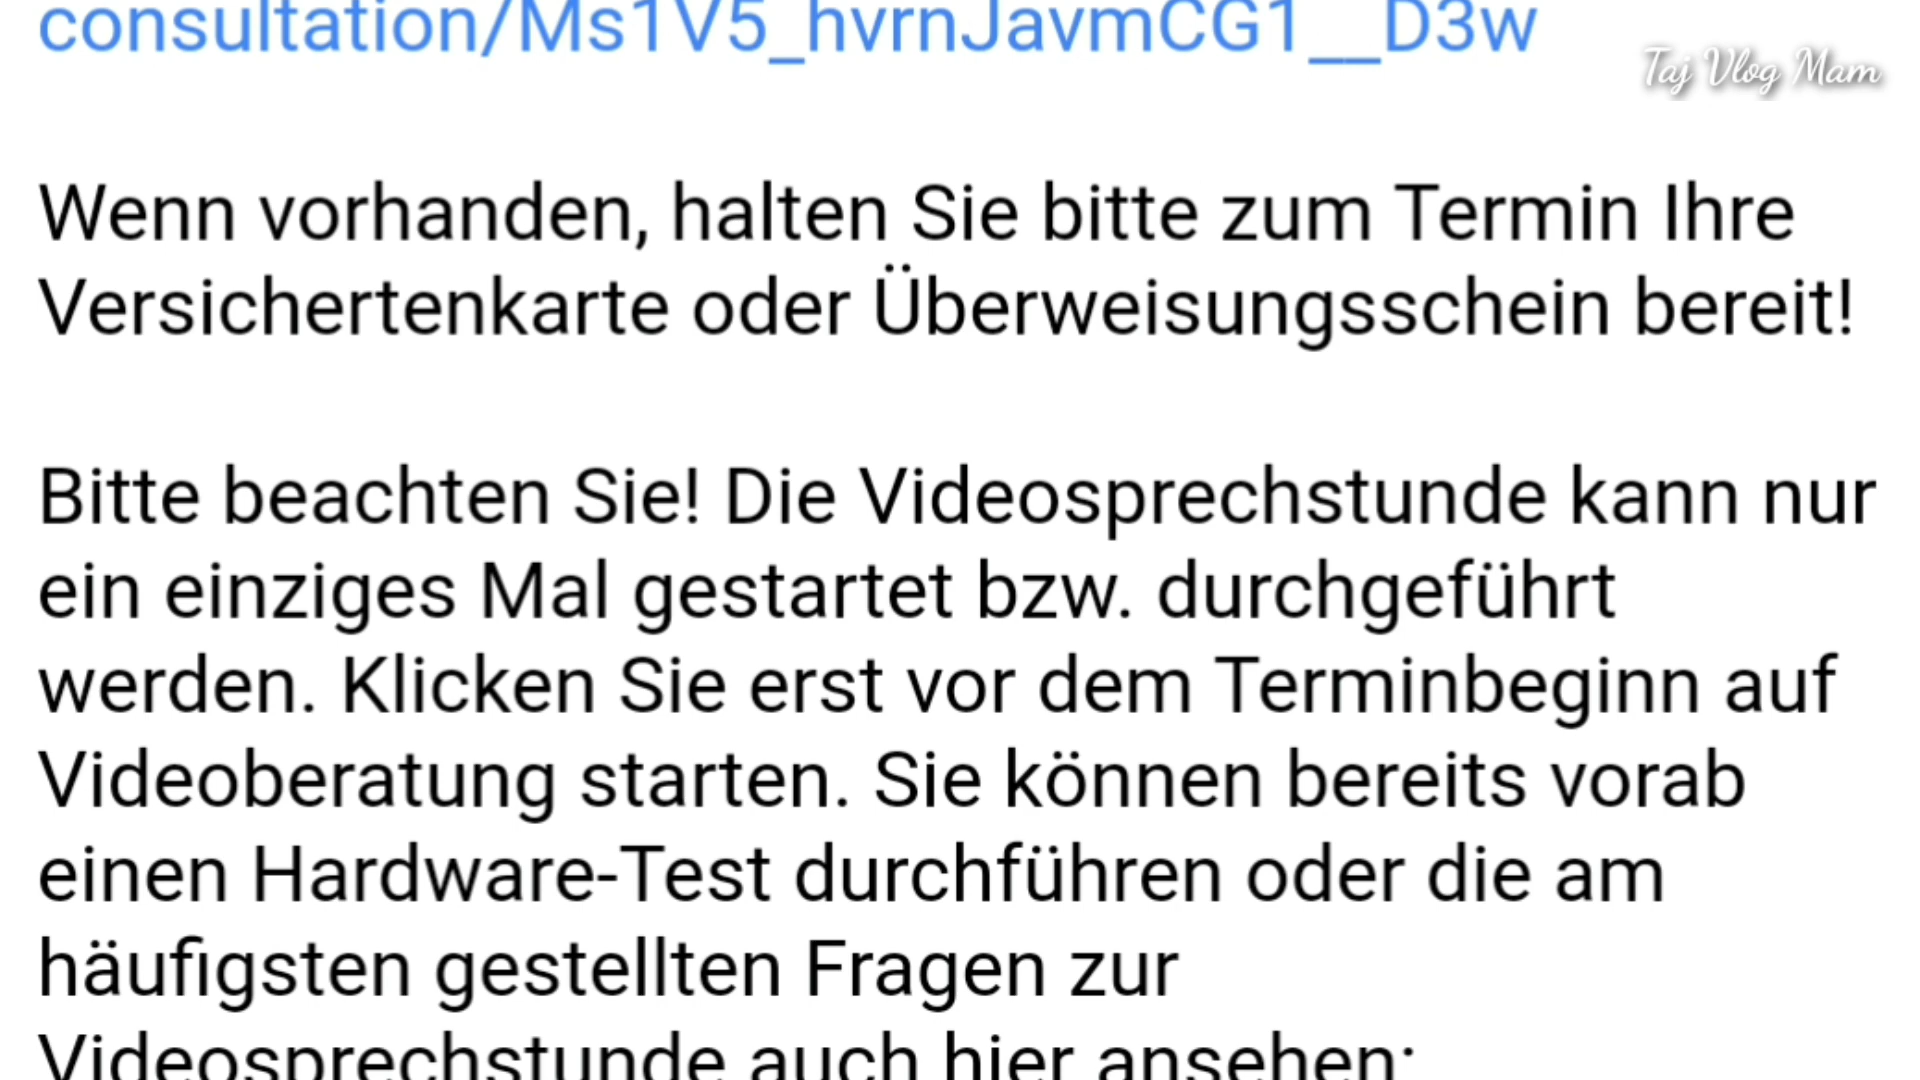 consultation/Ms1V5_hvrnJavmCG1__D3w
Taj Vlog Mam
Wenn vorhanden, halten Sie bitte zum Termin Ihre
Versichertenkarte oder Überweisungsschein bereit!
Bitte beachten Sie! Die Videosprechstunde kann nur
ein einziges Mal gestartet bzw. durchgeführt
werden. Klicken Sie erst vor dem Terminbeginn auf
Videoberatung starten. Sie können bereits vorab
einen Hardware-Test durchführen oder die am
häufigsten gestellten Fragen zur
Videosprechstunde auch hier ansehen: